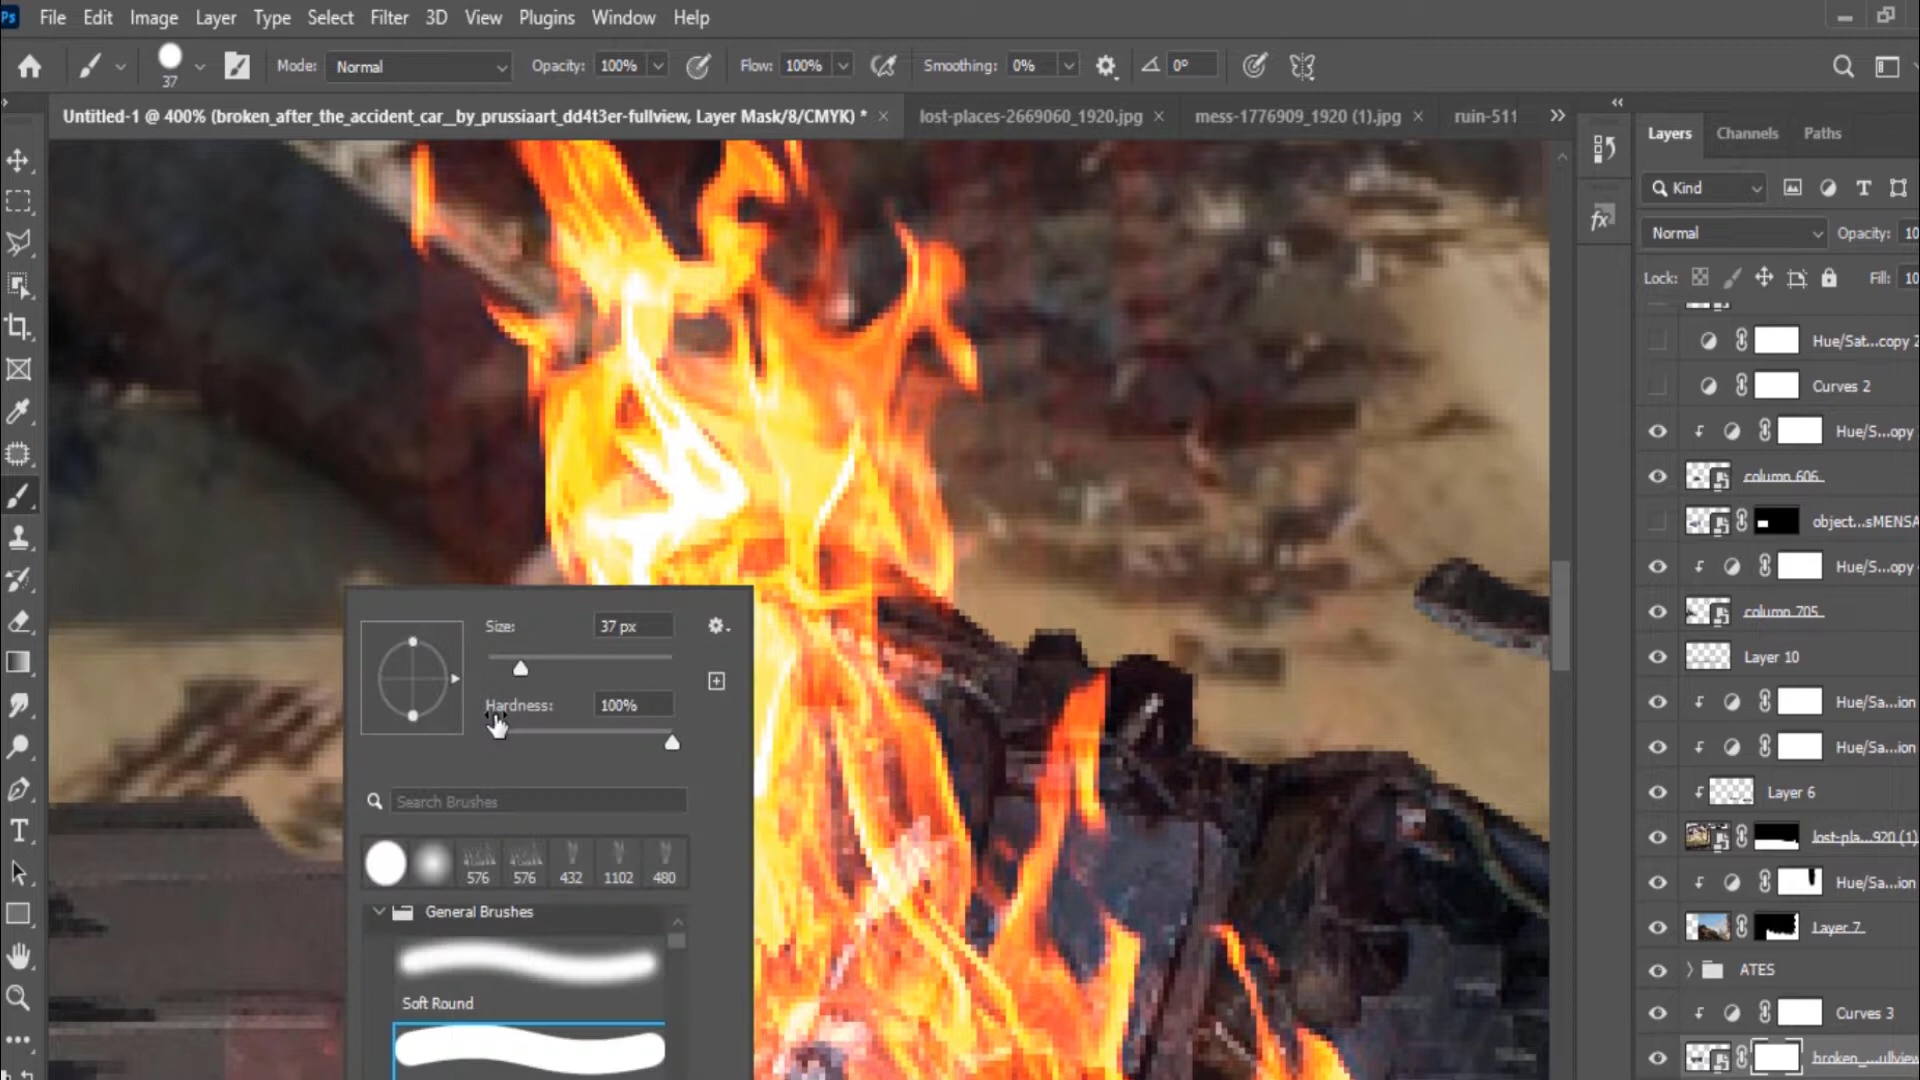 Ps File Edit Image Layer Type Select Filter 3D View Plugins Window Help
37 Mode: Normal Opacity: 100% Flow: 100% Smoothing: 0% 0°
Untitled-1 @ 400% (broken_after_the_accident_car__by_prussiaart_dd4t3er-fullview, Layer Mask/8/CMYK) * × lost-places-2669060_1920.jpg × mess-1776909_1920 (1).jpg × ruin-511 »
Layers Channels Paths
Kind
Normal Opacity: 10
Lock: Fill: 10
Hue/Sat...copy 2
Curves 2
Hue/S...opy
column 606
object...sMENSA
Hue/S...opy
column 705
Layer 10
Hue/Sa...ion
Hue/Sa...ion
Layer 6
lost-pla...920 (1)
Hue/Sa...ion
Layer 7
ATES
Curves 3
broken_...ullview
Size: 37 px
Hardness: 100%
Search Brushes
576 576 432 1102 480
General Brushes
Soft Round